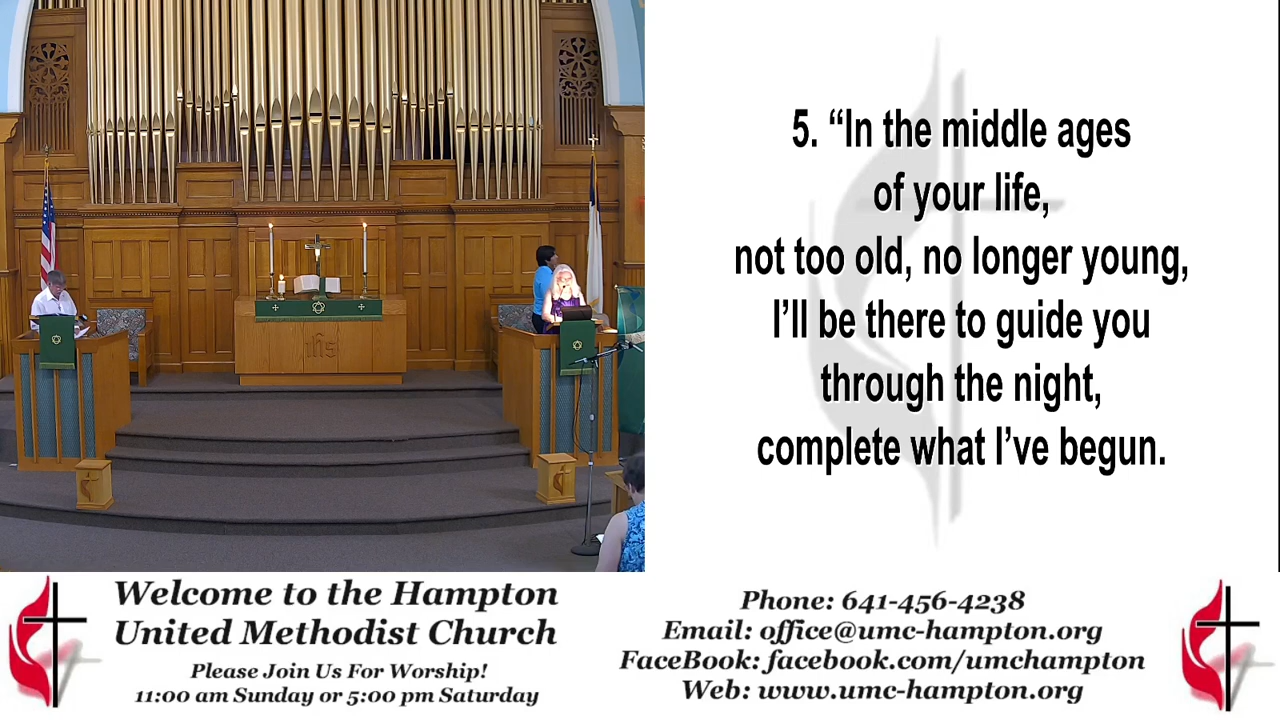 5. “In the middle ages
of your life,
not too old, no longer young,
I’ll be there to guide you
through the night,
complete what I’ve begun.
ihs
Welcome to the Hampton
United Methodist Church
Please Join Us For Worship!
11:00 am Sunday or 5:00 pm Saturday
Phone: 641-456-4238
Email: office@umc-hampton.org
FaceBook: facebook.com/umchampton
Web: www.umc-hampton.org